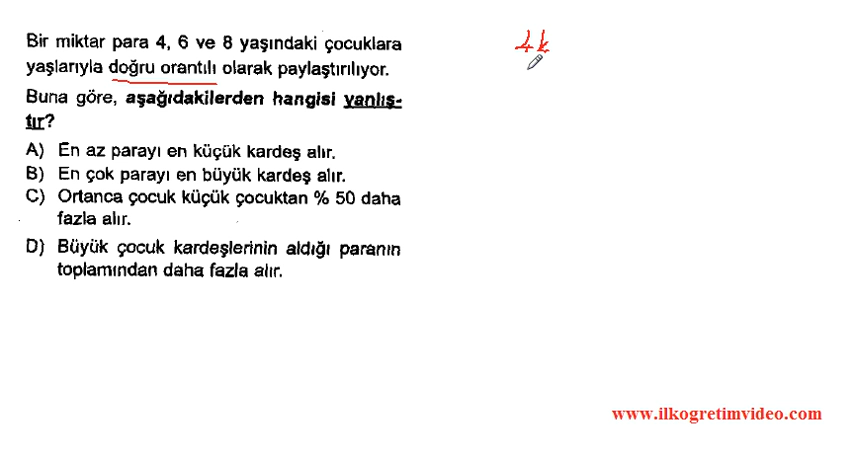 Bir miktar para 4, 6 ve 8 yaşındaki çocuklara
yaşlarıyla doğru orantılı olarak paylaştırılıyor.
Buna göre, aşağıdakilerden hangisi yanlış-
tır?
A) En az parayı en küçük kardeş alır.
B) En çok parayı en büyük kardeş alır.
C) Ortanca çocuk küçük çocuktan % 50 daha
fazla alır.
D) Büyük çocuk kardeşlerinin aldığı paranın
toplamından daha fazla alır.
4k
www.ilkogretimvideo.com